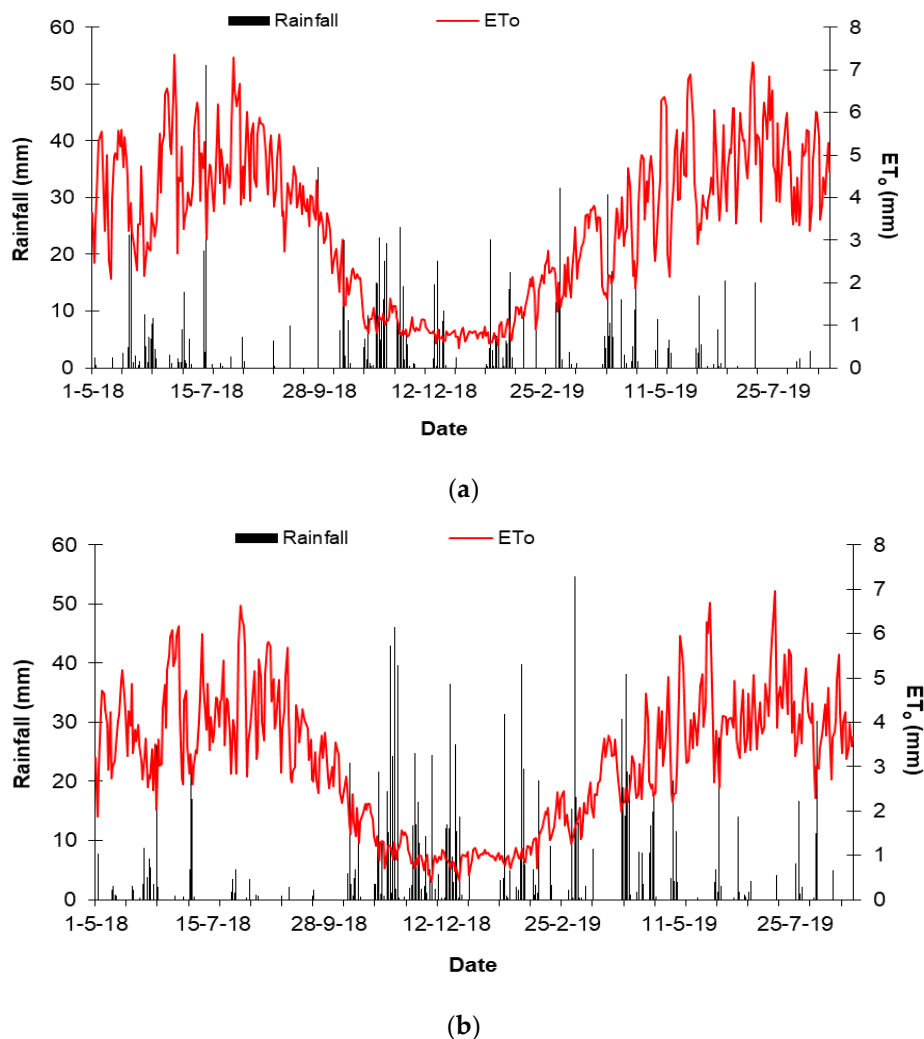 Rainfall ETo
60 8
50 7
40 6
30 5
20 4
10 3
0 2
1
0
Rainfall (mm)
ETo (mm)
1-5-18 15-7-18 28-9-18 12-12-18 25-2-19 11-5-19 25-7-19
Date
(a)
Rainfall ETo
60 8
50 7
40 6
30 5
20 4
10 3
0 2
1
0
Rainfall (mm)
ETo (mm)
1-5-18 15-7-18 28-9-18 12-12-18 25-2-19 11-5-19 25-7-19
Date
(b)